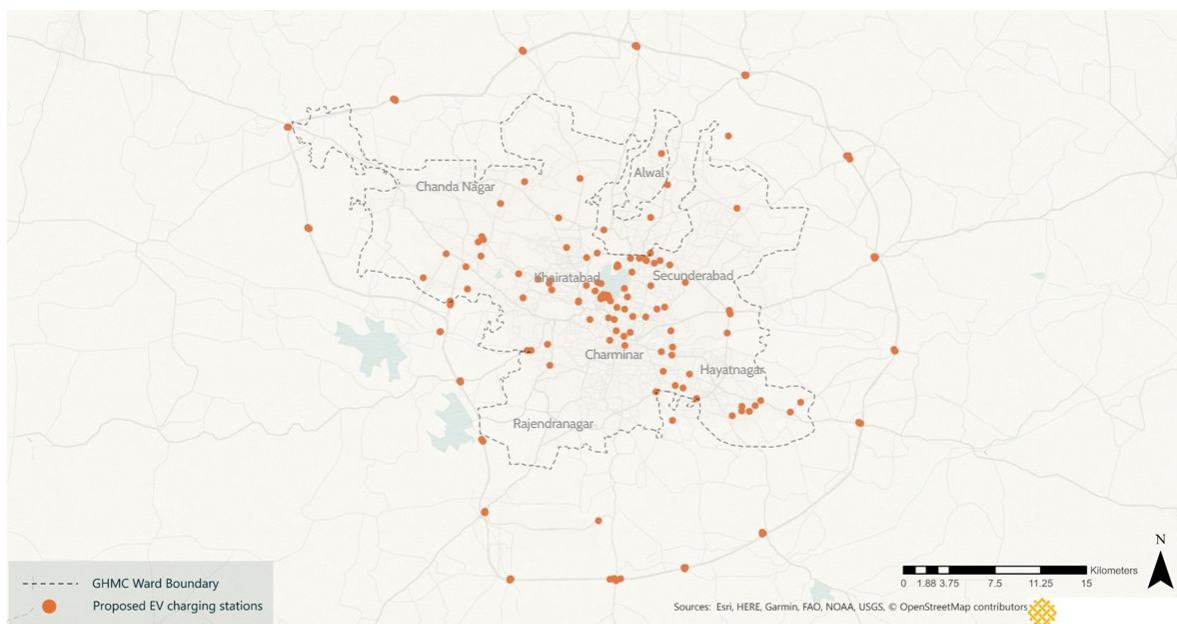 Alwal
Chanda Nagar
Khairatabad
Secunderabad
Charminar
Hayatnagar
Rajendranagar
N
GHMC Ward Boundary
Proposed EV charging stations
Kilometers
0 1.88 3.75 7.5 11.25 15
Sources: Esri, HERE, Garmin, FAO, NOAA, USGS, © OpenStreetMap contributors